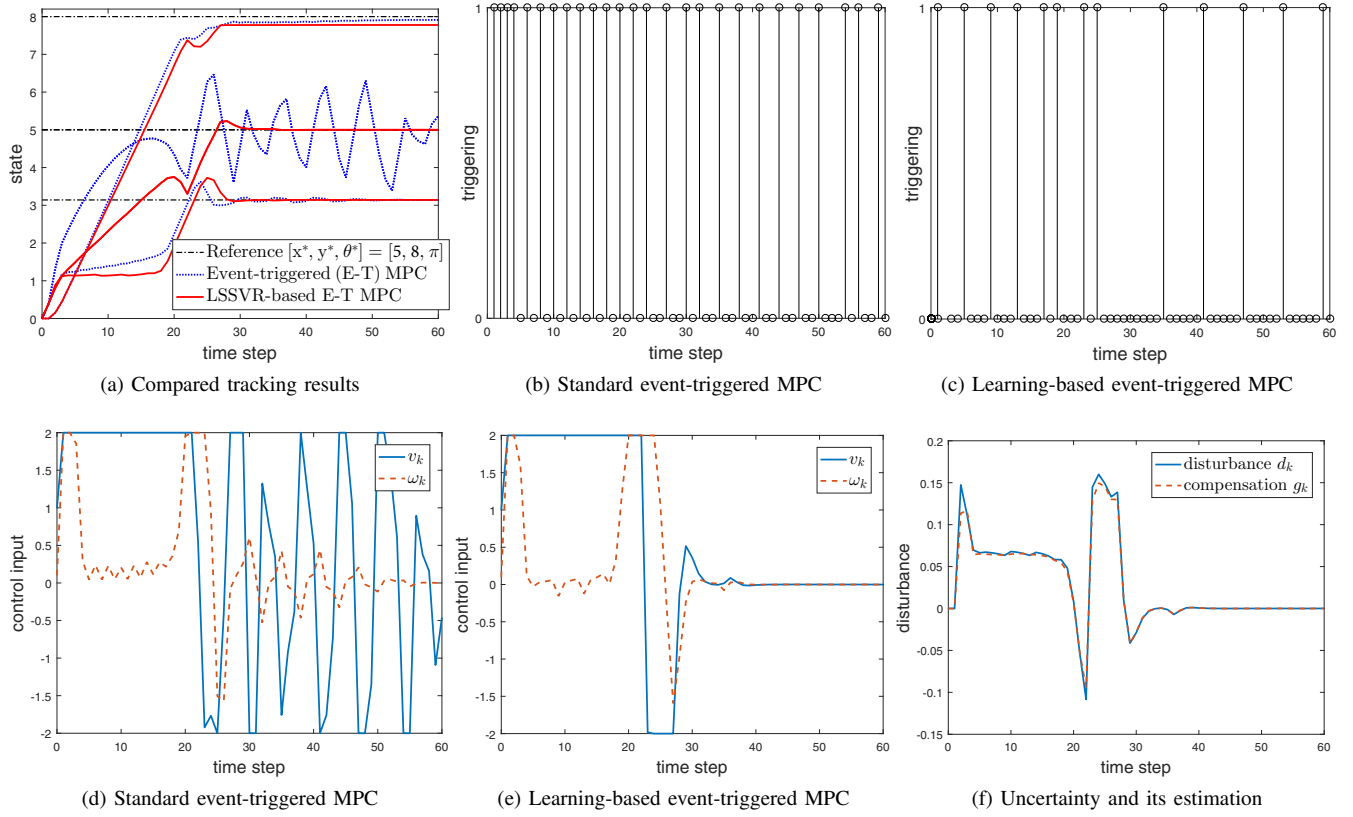 8
7
6
5
4
3
2
1
0
state
0 10 20 30 40 50 60
time step
Reference [x*, y*, θ*] = [5, 8, π]
Event-triggered (E-T) MPC
LSSVR-based E-T MPC
(a) Compared tracking results
1
triggering
1
0 10 20 30 40 50 60
time step
(b) Standard event-triggered MPC
1
triggering
0
0 10 20 30 40 50 60
time step
(c) Learning-based event-triggered MPC
2
1.5
1
0.5
0
-0.5
-1
-1.5
-2
control input
0 10 20 30 40 50 60
time step
v_k
ω_k
(d) Standard event-triggered MPC
2
1.5
1
0.5
0
-0.5
-1
-1.5
-2
control input
0 10 20 30 40 50 60
time step
v_k
ω_k
(e) Learning-based event-triggered MPC
0.2
0.15
0.1
0.05
0
0.05
-0.1
-0.15
disturbance
0 10 20 30 40 50 60
time step
disturbance d_k
compensation g_k
(f) Uncertainty and its estimation